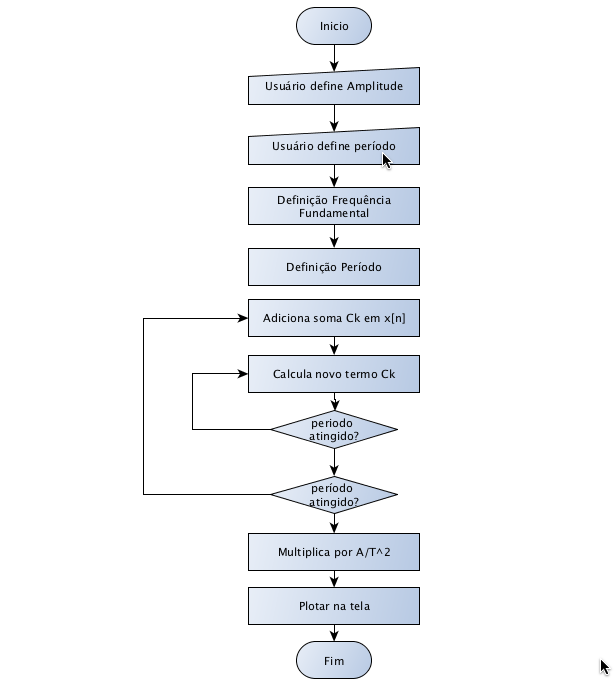 Inicio
Usuário define Amplitude
Usuário define período
Definição Frequência
Fundamental
Definição Período
Adiciona soma Ck em x[n]
Calcula novo termo Ck
periodo
atingido?
período
atingido?
Multiplica por A/T^2
Plotar na tela
Fim